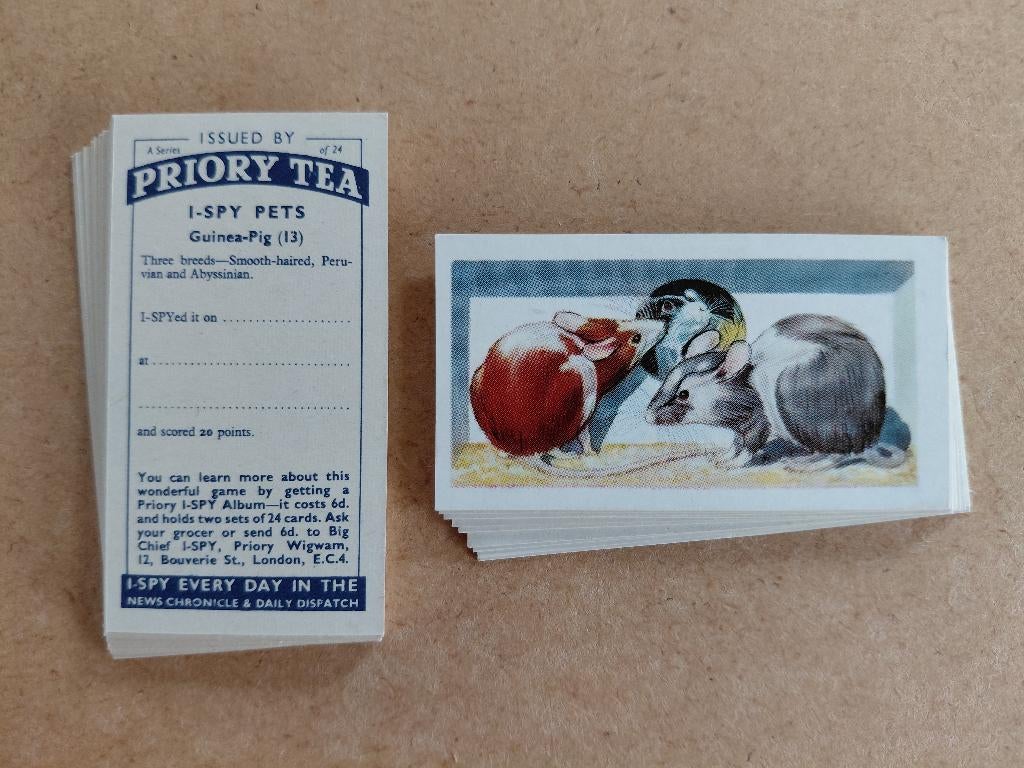 ISSUED BY
A Series of 24
PRIORY TEA
I-SPY PETS
Guinea-Pig (13)
Three breeds—Smooth-haired, Peru-
vian and Abyssinian.
I-SPYed it on ....................
at ..............................
................................
and scored 20 points.
You can learn more about this
wonderful game by getting a
Priory I-SPY Album—it costs 6d.
and holds two sets of 24 cards. Ask
your grocer or send 6d. to Big
Chief I-SPY, Priory Wigwam,
12, Bouverie St., London, E.C.4.
I-SPY EVERY DAY IN THE
NEWS CHRONICLE & DAILY DISPATCH